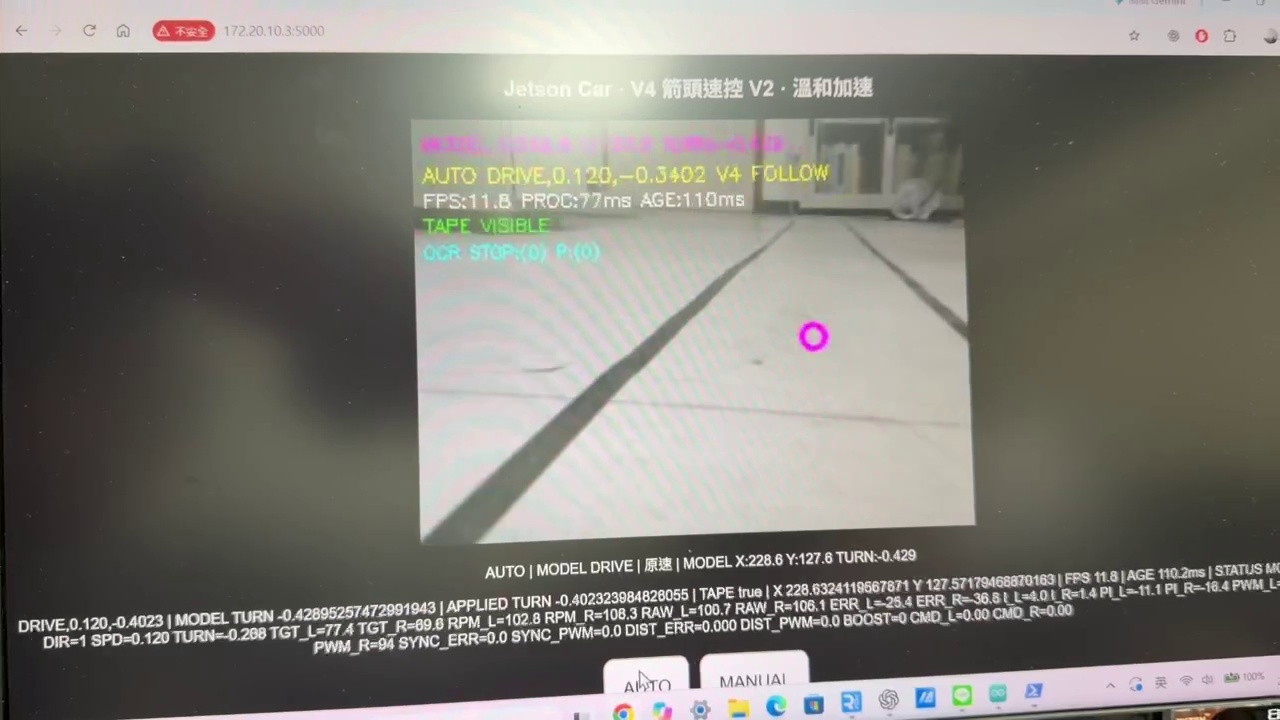 不安全 172.20.10.3:5000
Jetson Car · V4 箭頭速控 V2 · 溫和加速
AUTO DRIVE,0.120,-0.3402 V4 FOLLOW
FPS:11.8 PROC:77ms AGE:110ms
TAPE VISIBLE
OCR STOP:(0) P:(0)
AUTO | MODEL DRIVE | 原速 | MODEL X:228.6 Y:127.6 TURN:-0.429
DRIVE,0.120,-0.4023 | MODEL TURN -0.42895257472991943 | APPLIED TURN -0.402323984826055 | TAPE true | X 228.6324119567871 Y 127.57179468870163 | FPS 11.8 | AGE 110.2ms | STATUS
DIR=1 SPD=0.120 TURN=-0.268 TGT_L=77.4 TGT_R=69.6 RPM_L=102.8 RPM_R=106.3 RAW_L=100.7 RAW_R=106.1 ERR_L=-25.4 ERR_R=-36.8 I_L=4.0 I_R=1.4 PI_L=-11.1 PI_R=-16.4
PWM_R=94 SYNC_ERR=0.0 SYNC_PWM=0.0 DIST_ERR=0.000 DIST_PWM=0.0 BOOST=0 CMD_L=0.00 CMD_R=0.00
AUTO MANUAL
英 100%